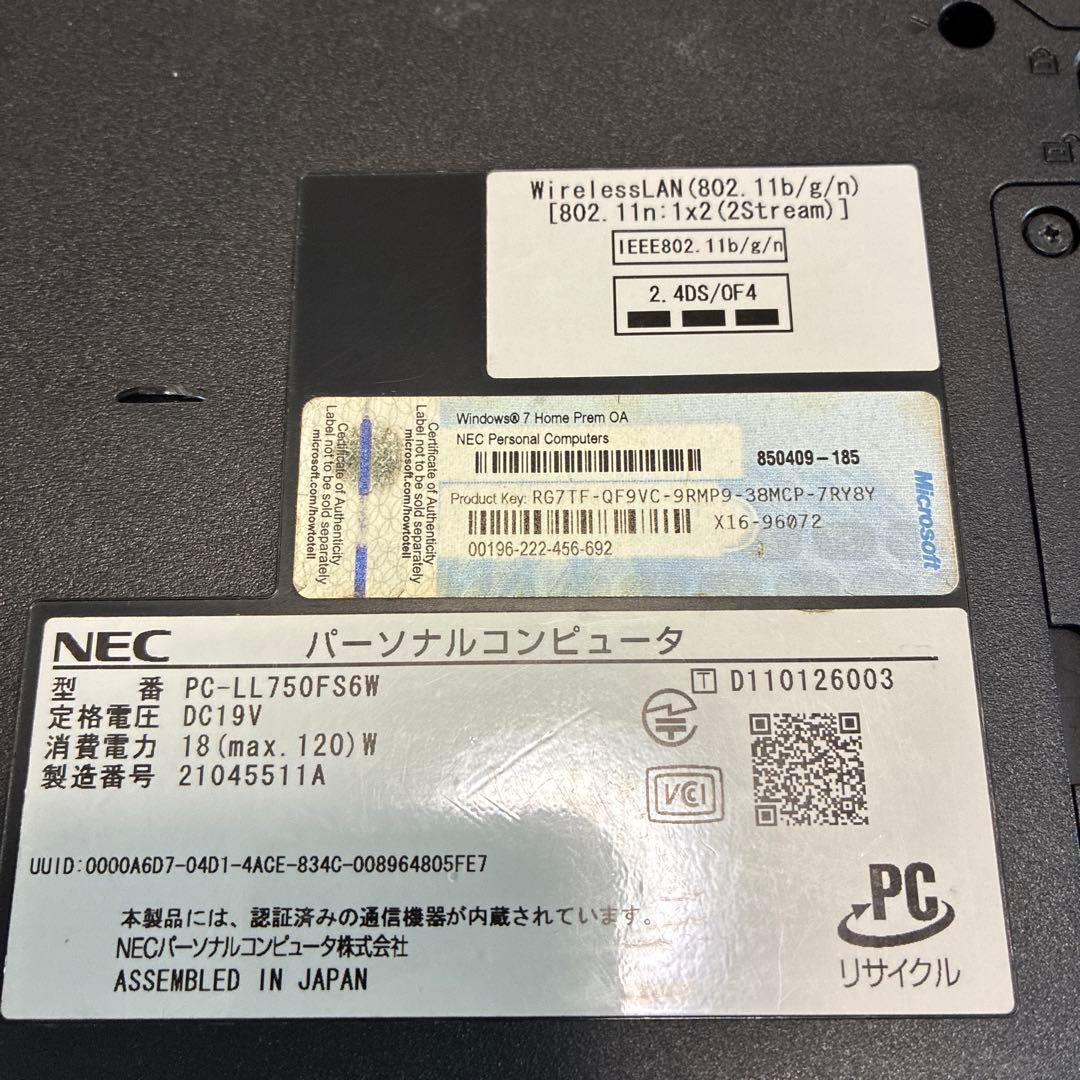 WirelessLAN(802.11b/g/n)
[802.11n:1x2(2Stream)]
IEEE802.11b/g/n
2.4DS/OF4
Certificate of Authenticity
Label not to be sold separately
microsoft.com/howtotell
Certificate of Authenticity
Label not to be sold separately
microsoft.com/howtotell
Windows® 7 Home Prem OA
NEC Personal Computers
850409-185
Product Key: RG7TF-QF9VC-9RMP9-38MCP-7RY8Y
X16-96072
00196-222-456-692
Microsoft
NEC パーソナルコンピュータ
型番 PC-LL750FS6W
T D110126003
定格電圧 DC19V
消費電力 18(max.120)W
製造番号 21045511A
VCI
UUID:0000A6D7-04D1-4ACE-834C-008964805FE7
本製品には、認証済みの通信機器が内蔵されています。
NECパーソナルコンピュータ株式会社
ASSEMBLED IN JAPAN
PC
リサイクル